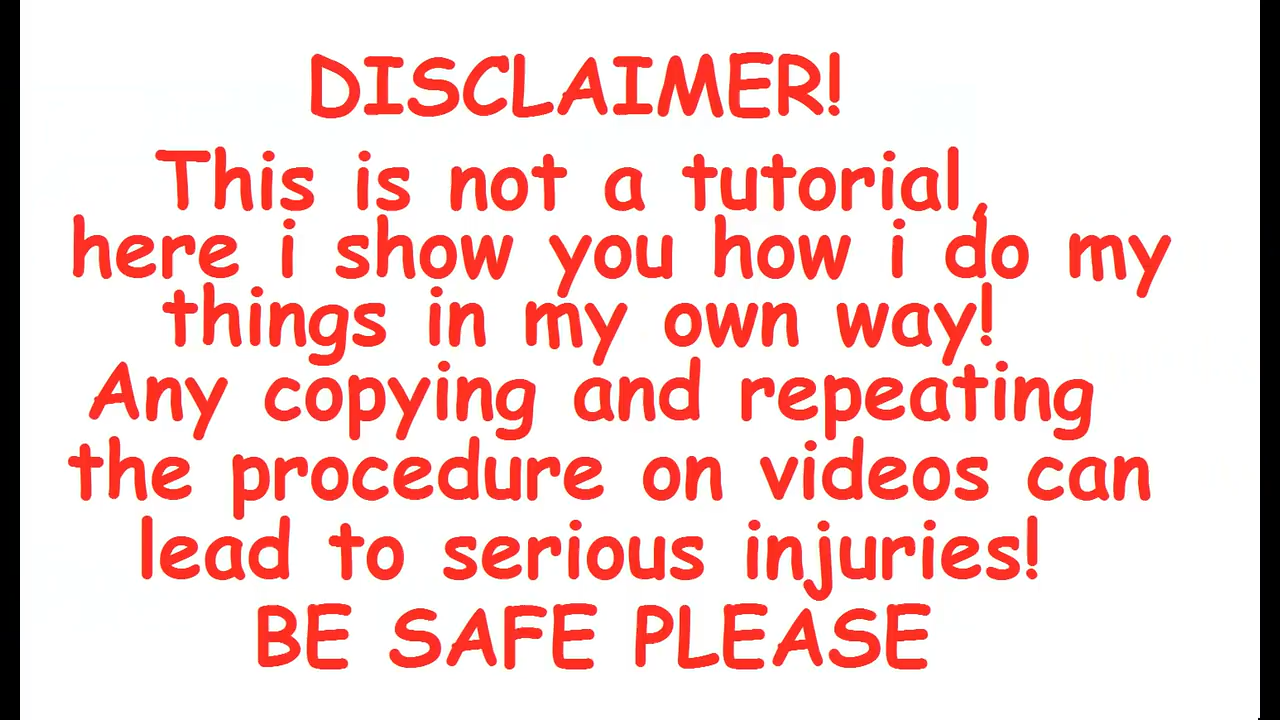 DISCLAIMER!
This is not a tutorial,
here i show you how i do my
things in my own way!
Any copying and repeating
the procedure on videos can
lead to serious injuries!
BE SAFE PLEASE